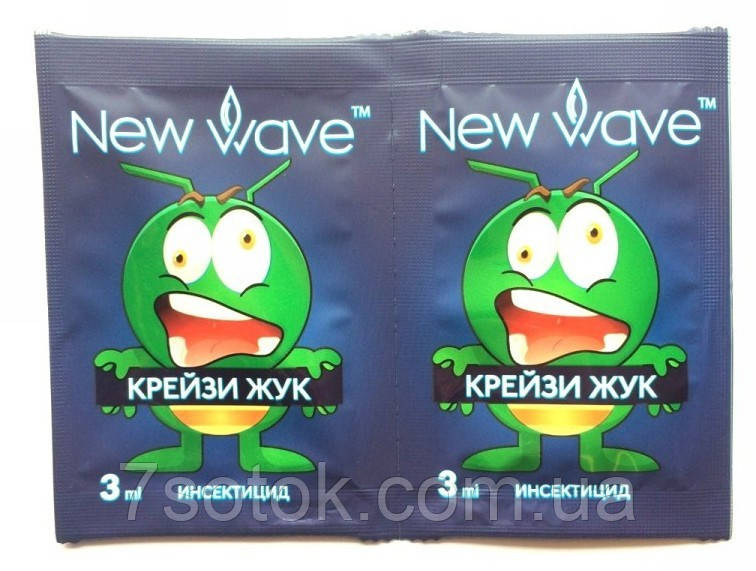 New Wave™
КРЕЙЗИ ЖУК
3 ml ИНСЕКТИЦИД
New Wave™
КРЕЙЗИ ЖУК
3 ml ИНСЕКТИЦИД
7sotok.com.ua